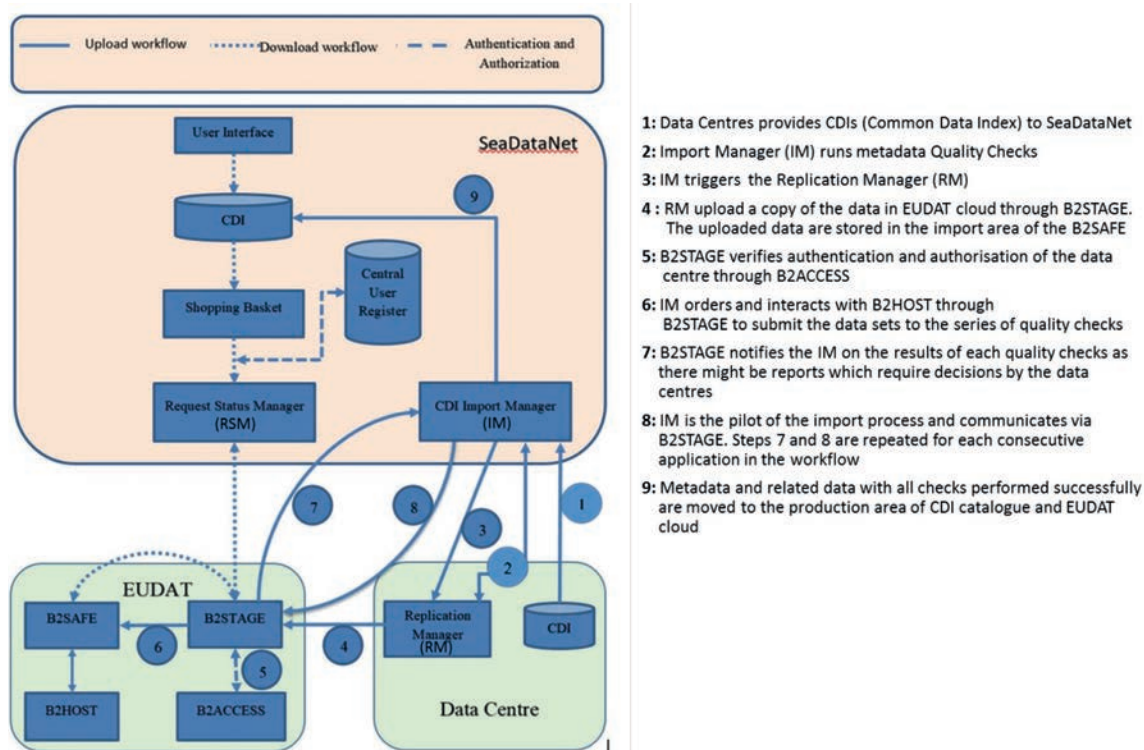 Upload workflow
Download workflow
Authentication and
Authorization
SeaDataNet
User Interface
CDI
9
Central
User
Register
Shopping Basket
Request Status Manager
(RSM)
CDI Import Manager
(IM)
7
8
3
1
2
EUDAT
B2SAFE
B2STAGE
6
5
4
B2HOST
B2ACCESS
Replication
Manager
(RM)
CDI
Data Centre
1: Data Centres provides CDIs (Common Data Index) to SeaDataNet
2: Import Manager (IM) runs metadata Quality Checks
3: IM triggers the Replication Manager (RM)
4 : RM upload a copy of the data in EUDAT cloud through B2STAGE.
The uploaded data are stored in the import area of the B2SAFE
5: B2STAGE verifies authentication and authorisation of the data
centre through B2ACCESS
6: IM orders and interacts with B2HOST through
B2STAGE to submit the data sets to the series of quality checks
7: B2STAGE notifies the IM on the results of each quality checks as
there might be reports which require decisions by the data
centres
8: IM is the pilot of the import process and communicates via
B2STAGE. Steps 7 and 8 are repeated for each consecutive
application in the workflow
9: Metadata and related data with all checks performed successfully
are moved to the production area of CDI catalogue and EUDAT
cloud